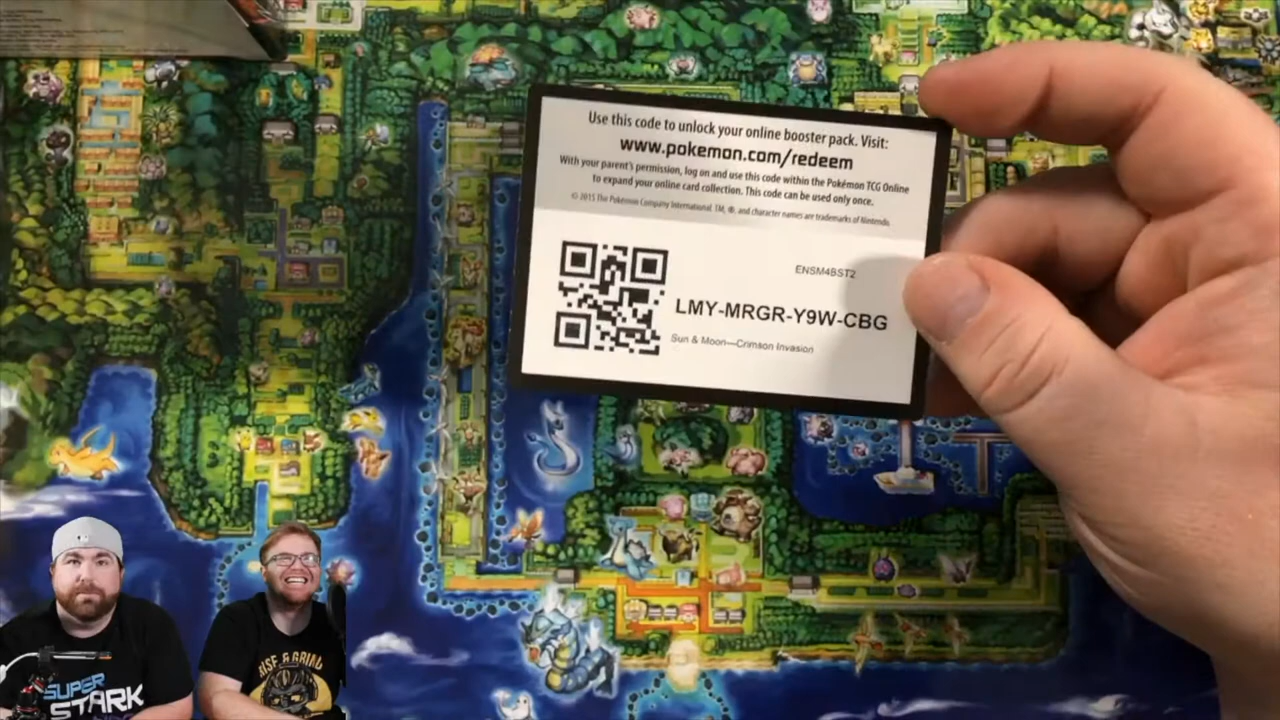 Use this code to unlock your online booster pack. Visit:
www.pokemon.com/redeem
With your parent's permission, log on and use this code within the Pokémon TCG Online
to expand your online card collection. This code can be used only once.
© 2015 The Pokémon Company International. TM, ®, and character names are trademarks of Nintendo.
ENSM4BST2
LMY-MRGR-Y9W-CBG
Sun & Moon—Crimson Invasion
SUPER
STARK
RISE & GRIND